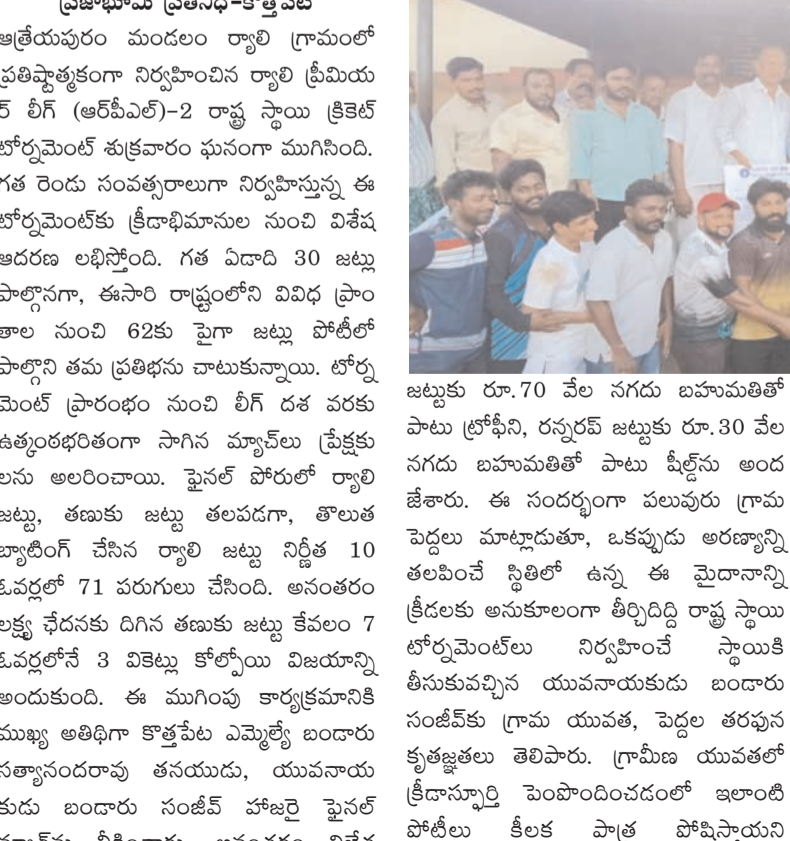 ప్రజాభూమి ప్రతినిధి-కొత్తపేట
ఆత్రేయపురం మండలం ర్యాలి గ్రామంలో
ప్రతిష్టాత్మకంగా నిర్వహించిన ర్యాలి ప్రీమియ
ర్ లీగ్ (ఆర్‌పీఎల్)-2 రాష్ట్ర స్థాయి క్రికెట్
టోర్నమెంట్ శుక్రవారం ఘనంగా ముగిసింది.
గత రెండు సంవత్సరాలుగా నిర్వహిస్తున్న ఈ
టోర్నమెంట్‌కు క్రీడాభిమానుల నుంచి విశేష
ఆదరణ లభిస్తోంది. గత ఏడాది 30 జట్లు
పాల్గొనగా, ఈసారి రాష్ట్రంలోని వివిధ ప్రాం
తాల నుంచి 62కు పైగా జట్లు పోటీలో
పాల్గొని తమ ప్రతిభను చాటుకున్నాయి. టోర్న
మెంట్ ప్రారంభం నుంచి లీగ్ దశ వరకు
ఉత్కంఠభరితంగా సాగిన మ్యాచ్‌లు ప్రేక్షకు
లను అలరించాయి. ఫైనల్ పోరులో ర్యాలి
జట్టు, తణుకు జట్టు తలపడగా, తొలుత
బ్యాటింగ్ చేసిన ర్యాలి జట్టు నిర్ణీత 10
ఓవర్లలో 71 పరుగులు చేసింది. అనంతరం
లక్ష్య ఛేదనకు దిగిన తణుకు జట్టు కేవలం 7
ఓవర్లలోనే 3 వికెట్లు కోల్పోయి విజయాన్ని
అందుకుంది. ఈ ముగింపు కార్యక్రమానికి
ముఖ్య అతిథిగా కొత్తపేట ఎమ్మెల్యే బండారు
సత్యానందరావు తనయుడు, యువనాయ
కుడు బండారు సంజీవ్ హాజరై ఫైనల్
జట్టుకు రూ.70 వేల నగదు బహుమతితో
పాటు ట్రోఫీని, రన్నరప్ జట్టుకు రూ.30 వేల
నగదు బహుమతితో పాటు షీల్డ్‌ను అంద
జేశారు. ఈ సందర్భంగా పలువురు గ్రామ
పెద్దలు మాట్లాడుతూ, ఒకప్పుడు అరణ్యాన్ని
తలపించే స్థితిలో ఉన్న ఈ మైదానాన్ని
క్రీడలకు అనుకూలంగా తీర్చిదిద్ది రాష్ట్ర స్థాయి
టోర్నమెంట్‌లు నిర్వహించే స్థాయికి
తీసుకువచ్చిన యువనాయకుడు బండారు
సంజీవ్‌కు గ్రామ యువత, పెద్దల తరఫున
కృతజ్ఞతలు తెలిపారు. గ్రామీణ యువతలో
క్రీడాస్ఫూర్తి పెంపొందించడంలో ఇలాంటి
పోటీలు కీలక పాత్ర పోషిస్తాయని